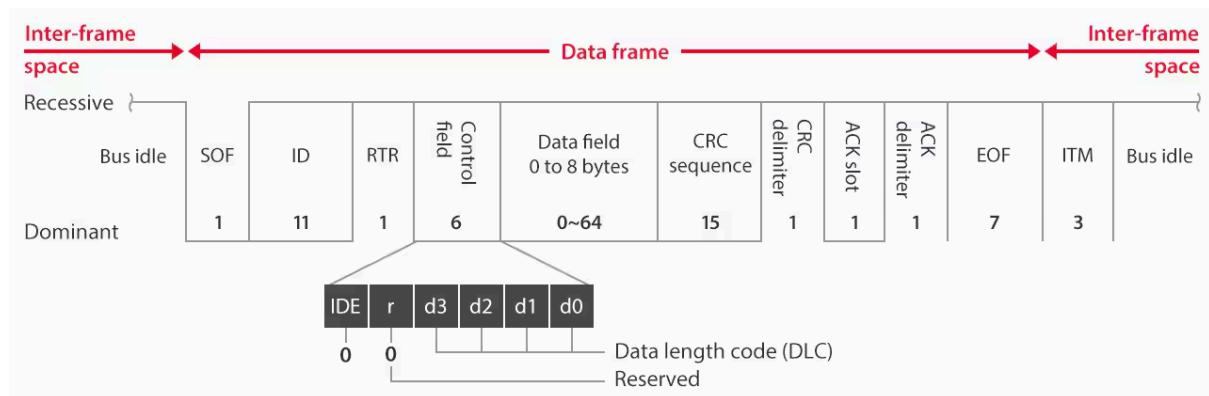 Inter-frame
space
Data frame
Inter-frame
space
Recessive
Bus idle
SOF
ID
RTR
Control
field
Data field
0 to 8 bytes
CRC
sequence
CRC
delimiter
ACK slot
ACK
delimiter
EOF
ITM
Bus idle
Dominant
1
11
1
6
0~64
15
1
1
1
7
3
IDE
r
d3
d2
d1
d0
0
0
Data length code (DLC)
Reserved